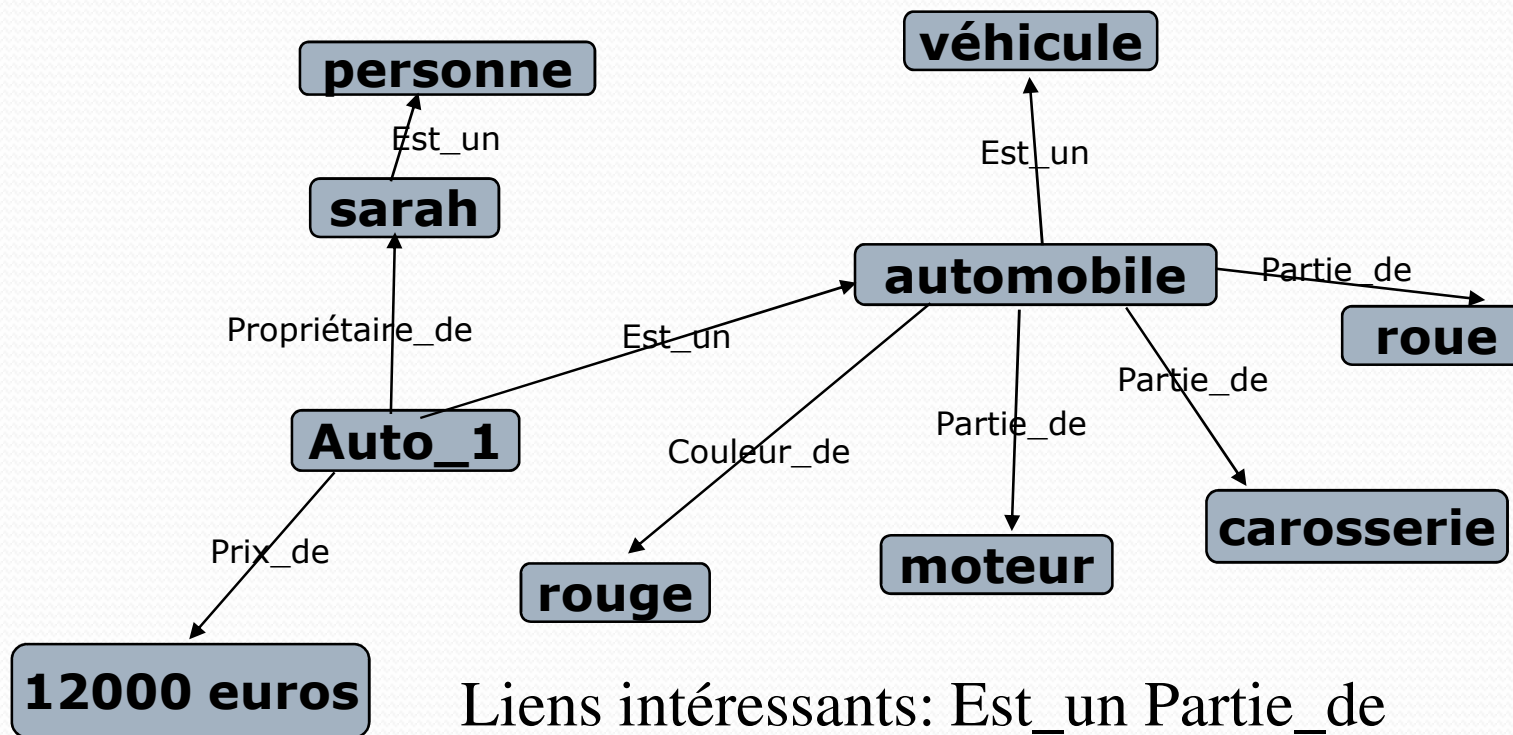 véhicule
personne
Est_un
Est_un
sarah
automobile
Partie_de
Propriétaire_de
Est_un
roue
Partie_de
Auto_1
Partie_de
Couleur_de
carosserie
Prix_de
moteur
rouge
12000 euros
Liens intéressants: Est_un Partie_de